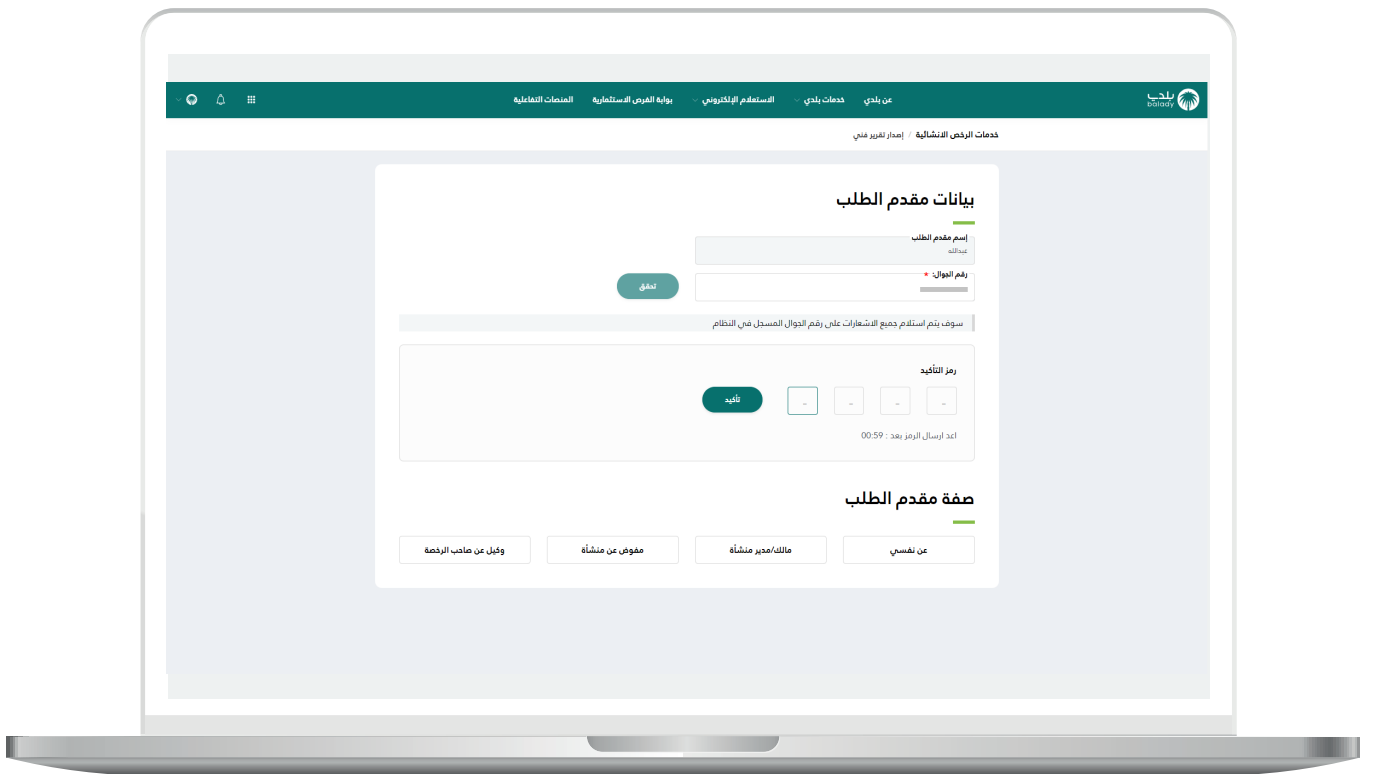 بلدي
balady
عن بلدي خدمات بلدي الاستعلام الإلكتروني بوابة الفرص الاستثمارية المنصات التفاعلية
خدمات الرخص الانشائية / إصدار تقرير فني
بيانات مقدم الطلب
إسم مقدم الطلب
عبدالله
رقم الجوال: *
تحقق
سوف يتم استلام جميع الاشعارات على رقم الجوال المسجل في النظام
رمز التأكيد
- - - - تأكيد
اعد ارسال الرمز بعد : 00:59
صفة مقدم الطلب
عن نفسي مالك/مدير منشأة مفوض عن منشأة وكيل عن صاحب الرخصة